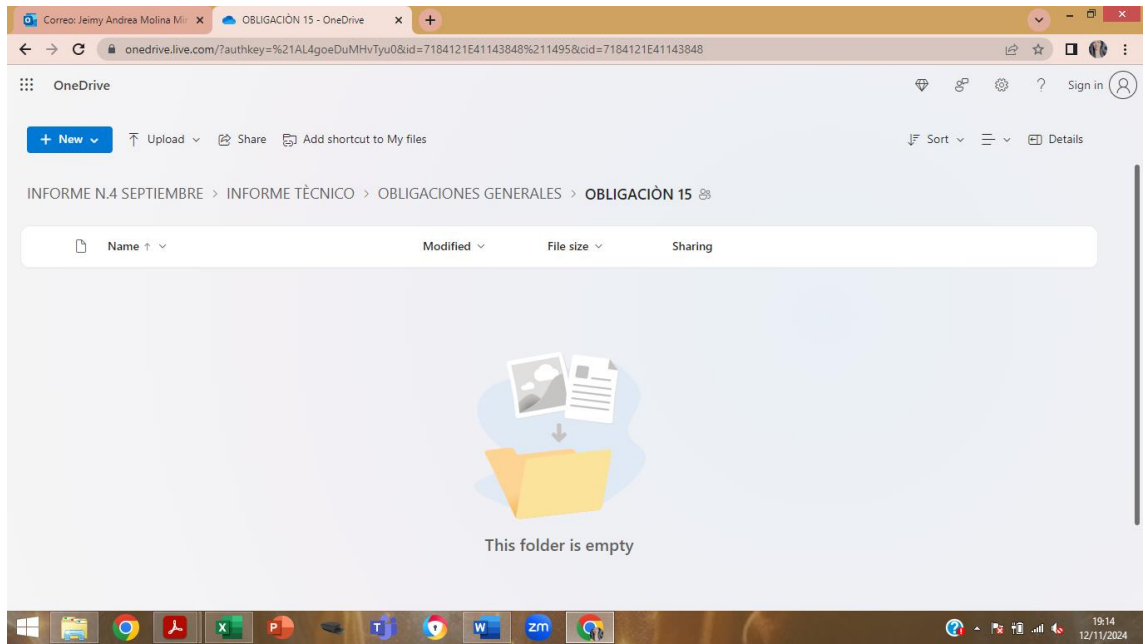 Correo: Jeimy Andrea Molina Mir
OBLIGACIÒN 15 - OneDrive
onedrive.live.com/?authkey=%21AL4goeDuMHvTyu0&id=7184121E41143848%211495&cid=7184121E41143848
OneDrive
? Sign in
+ New Upload Share Add shortcut to My files Sort Details
INFORME N.4 SEPTIEMBRE > INFORME TÈCNICO > OBLIGACIONES GENERALES > OBLIGACIÒN 15
Name ↑ Modified File size Sharing
This folder is empty
19:14
12/11/2024